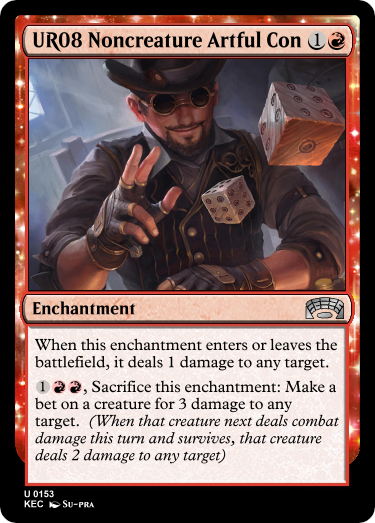 UR08 Noncreature Artful Con 1
Enchantment
When this enchantment enters or leaves the
battlefield, it deals 1 damage to any target.
1, Sacrifice this enchantment: Make a
bet on a creature for 3 damage to any
target. (When that creature next deals combat
damage this turn and survives, that creature
deals 2 damage to any target)
U 0153
KEC Su-pra